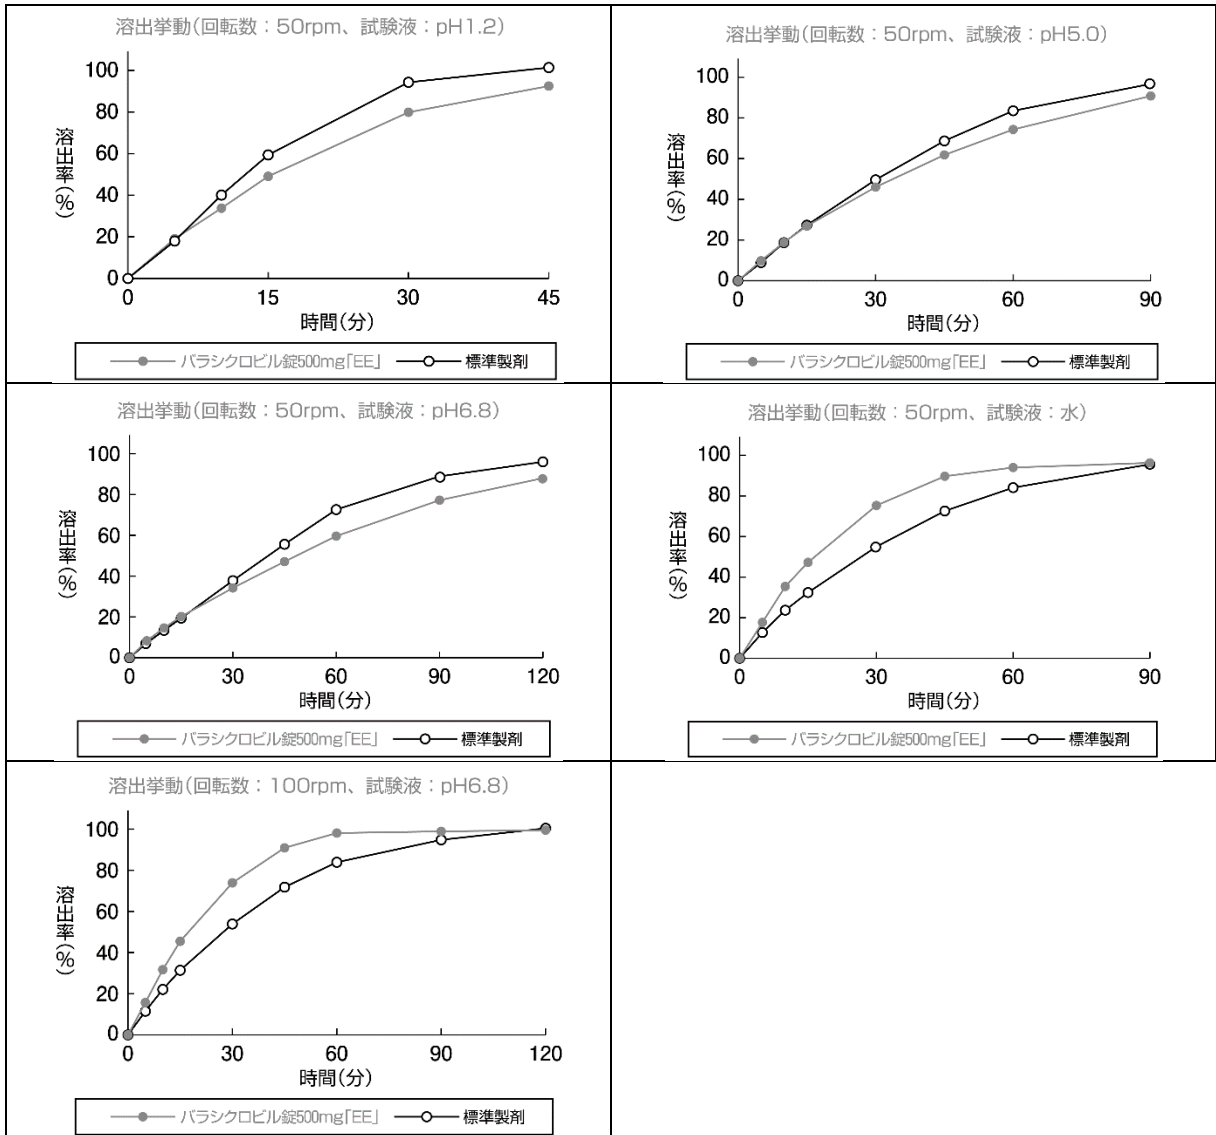 溶出挙動(回転数：50rpm、試験液：pH1.2)
100
80
60
40
20
0
溶出率(%)
0 15 30 45
時間(分)
バラシクロビル錠500mg「EE」 標準製剤
溶出挙動(回転数：50rpm、試験液：pH5.0)
100
80
60
40
20
0
溶出率(%)
0 30 60 90
時間(分)
バラシクロビル錠500mg「EE」 標準製剤
溶出挙動(回転数：50rpm、試験液：pH6.8)
100
80
60
40
20
0
溶出率(%)
0 30 60 90 120
時間(分)
バラシクロビル錠500mg「EE」 標準製剤
溶出挙動(回転数：50rpm、試験液：水)
100
80
60
40
20
0
溶出率(%)
0 30 60 90
時間(分)
バラシクロビル錠500mg「EE」 標準製剤
溶出挙動(回転数：100rpm、試験液：pH6.8)
100
80
60
40
20
0
溶出率(%)
0 30 60 90 120
時間(分)
バラシクロビル錠500mg「EE」 標準製剤